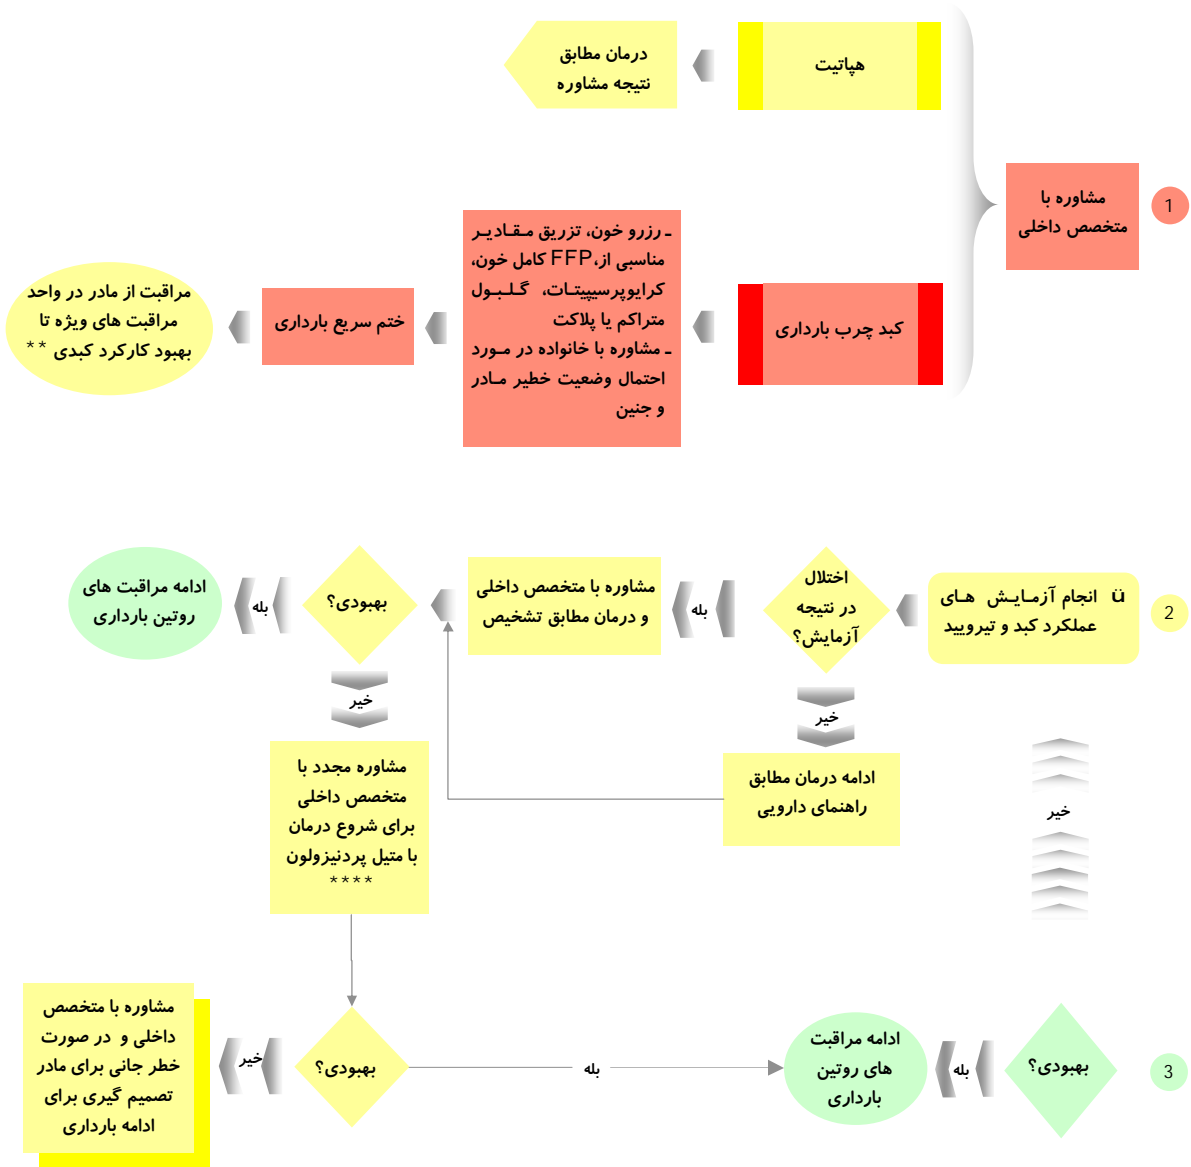 1
مشاوره با
متخصص داخلی
هپاتیت
درمان مطابق
نتیجه مشاوره
کبد چرب بارداری
ـ رزرو خون، تزریق مقادیر
مناسبی از،FFP کامل خون،
کرایوپرسیپیتات، گلبول
متراکم یا پلاکت
ـ مشاوره با خانواده در مورد
احتمال وضعیت خطیر مادر
و جنین
ختم سریع بارداری
مراقبت از مادر در واحد
مراقبت های ویژه تا
بهبود کارکرد کبدی **
2
ü انجام آزمایش های
عملکرد کبد و تیرویید
اختلال
در نتیجه
آزمایش؟
بله
مشاوره با متخصص داخلی
و درمان مطابق تشخیص
بهبودی؟
بله
ادامه مراقبت های
روتین بارداری
خیر
ادامه درمان مطابق
راهنمای دارویی
خیر
مشاوره مجدد با
متخصص داخلی
برای شروع درمان
با متیل پردنیزولون
****
خیر
3
بهبودی؟
بله
ادامه مراقبت
های روتین
بارداری
بله
بهبودی؟
خیر
مشاوره با متخصص
داخلی و در صورت
خطر جانی برای مادر
تصمیم گیری برای
ادامه بارداری